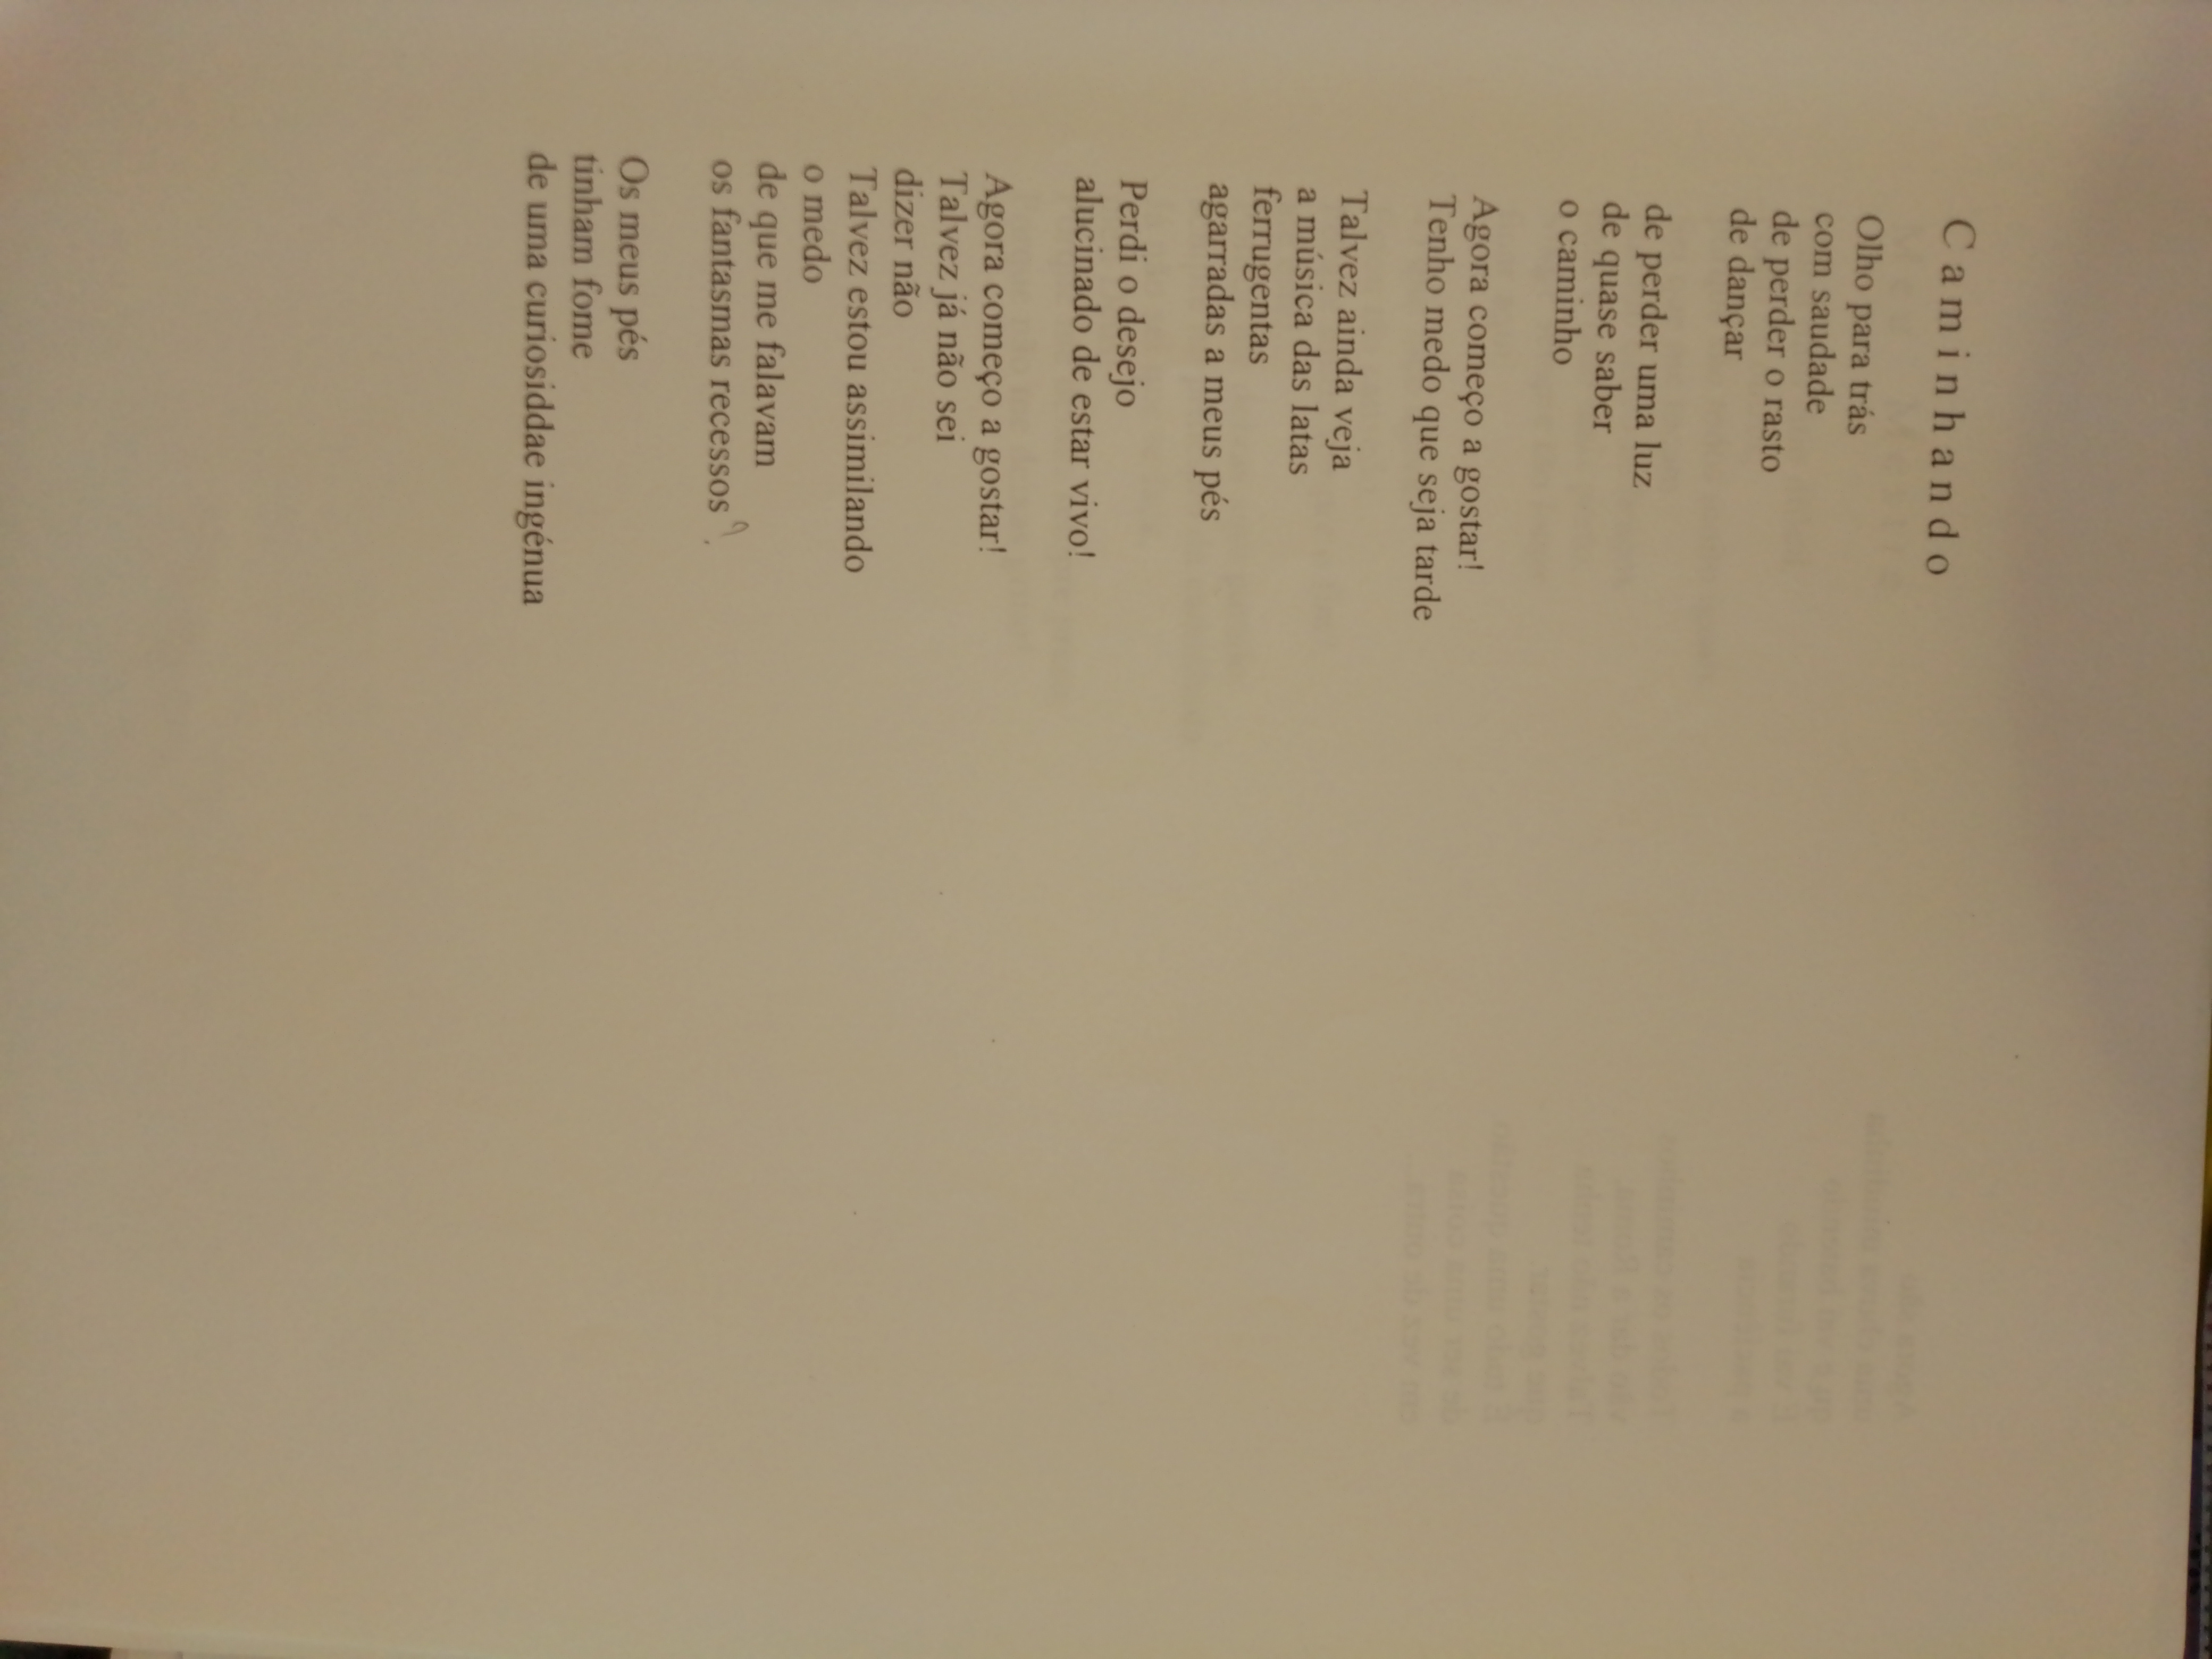 Caminhando
Olho para trás
com saudade
de perder o rasto
de dançar
de perder uma luz
de quase saber
o caminho
Agora começo a gostar!
Tenho medo que seja tarde
Talvez ainda veja
a música das latas
ferrugentas
agarradas a meus pés
Perdi o desejo
alucinado de estar vivo!
Agora começo a gostar!
Talvez já não sei
dizer não
Talvez estou assimilando
o medo
de que me falavam
os fantasmas recessos ?
Os meus pés
tinham fome
de uma curiosiddae ingénua